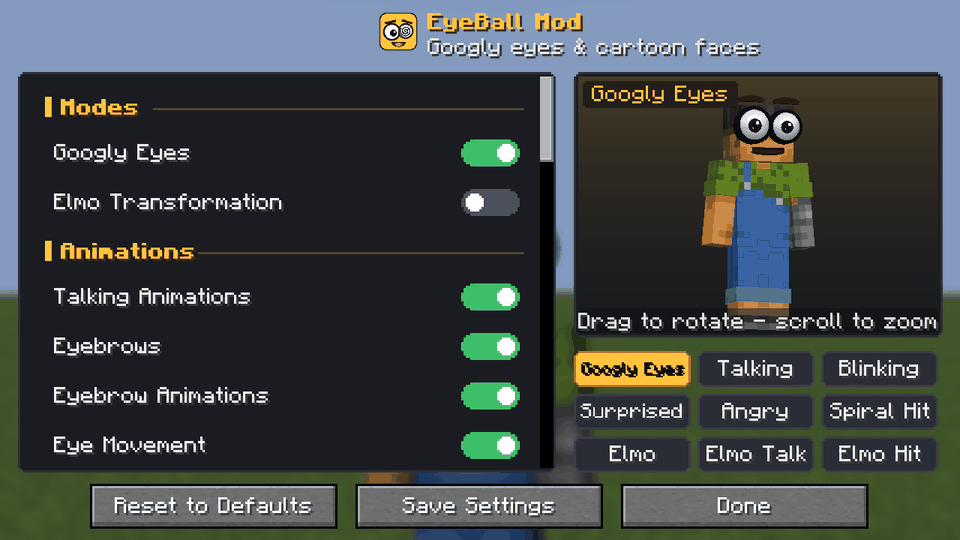 EyeBall Mod
Googly eyes & cartoon faces
Modes
Googly Eyes
Elmo Transformation
Animations
Talking Animations
Eyebrows
Eyebrow Animations
Eye Movement
Googly Eyes
Drag to rotate - scroll to zoom
Googly Eyes Talking Blinking
Surprised Angry Spiral Hit
Elmo Elmo Talk Elmo Hit
Reset to Defaults Save Settings Done